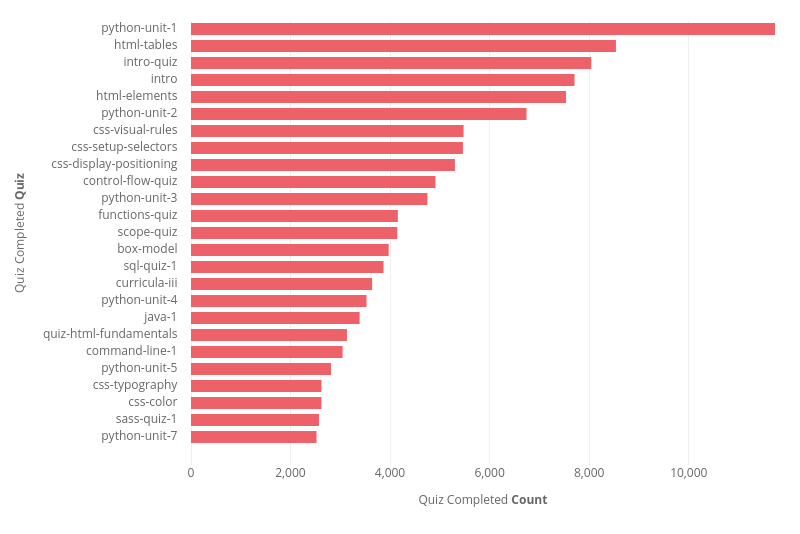 python-unit-1
html-tables
intro-quiz
intro
html-elements
python-unit-2
css-visual-rules
css-setup-selectors
css-display-positioning
control-flow-quiz
python-unit-3
functions-quiz
scope-quiz
box-model
sql-quiz-1
curricula-iii
python-unit-4
java-1
quiz-html-fundamentals
command-line-1
python-unit-5
css-typography
css-color
sass-quiz-1
python-unit-7
Quiz Completed Quiz
0 2,000 4,000 6,000 8,000 10,000
Quiz Completed Count